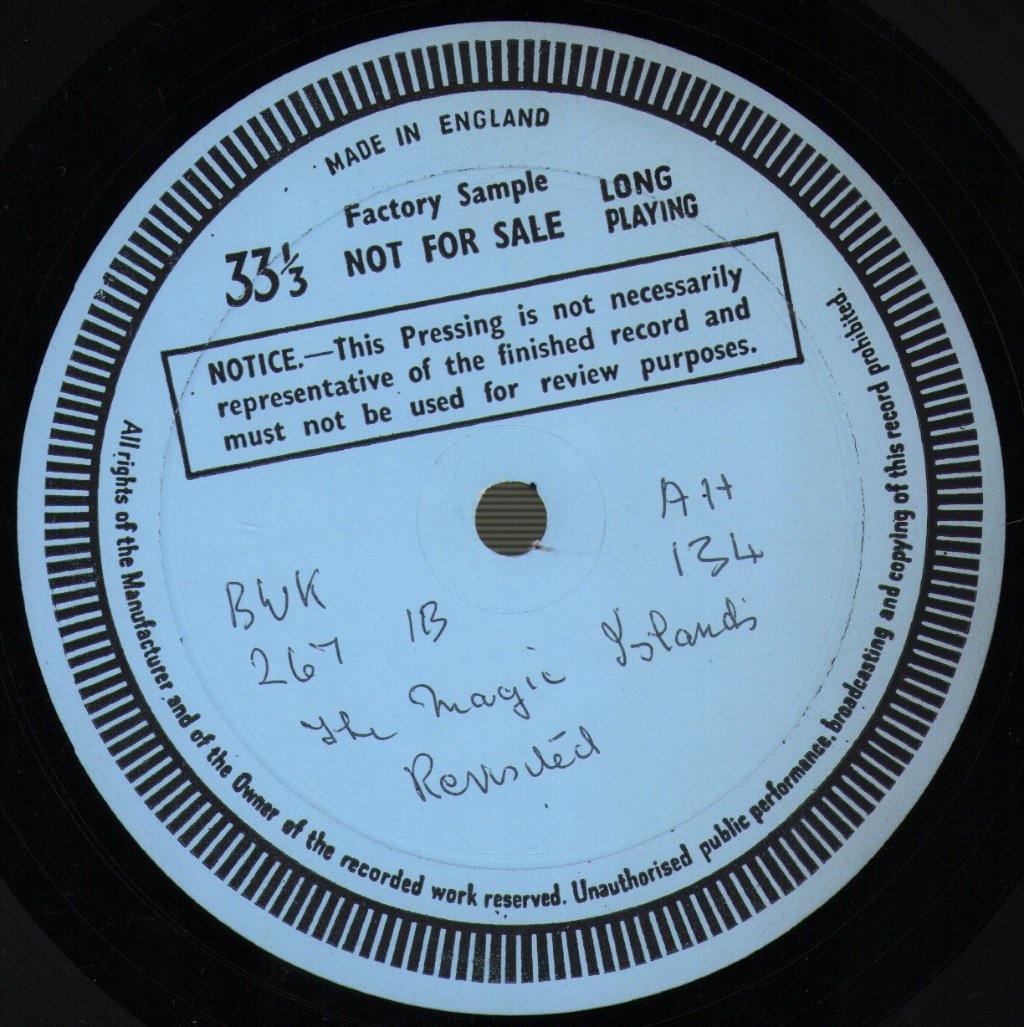 MADE IN ENGLAND
Factory Sample
NOT FOR SALE
LONG
PLAYING
33⅓
NOTICE.—This Pressing is not necessarily
representative of the finished record and
must not be used for review purposes.
AH
134
BWK
267
1B
The Magic Islands
Revisited
All rights of the Manufacturer and of the Owner of the recorded work reserved. Unauthorised public performance, broadcasting and copying of this record prohibited.